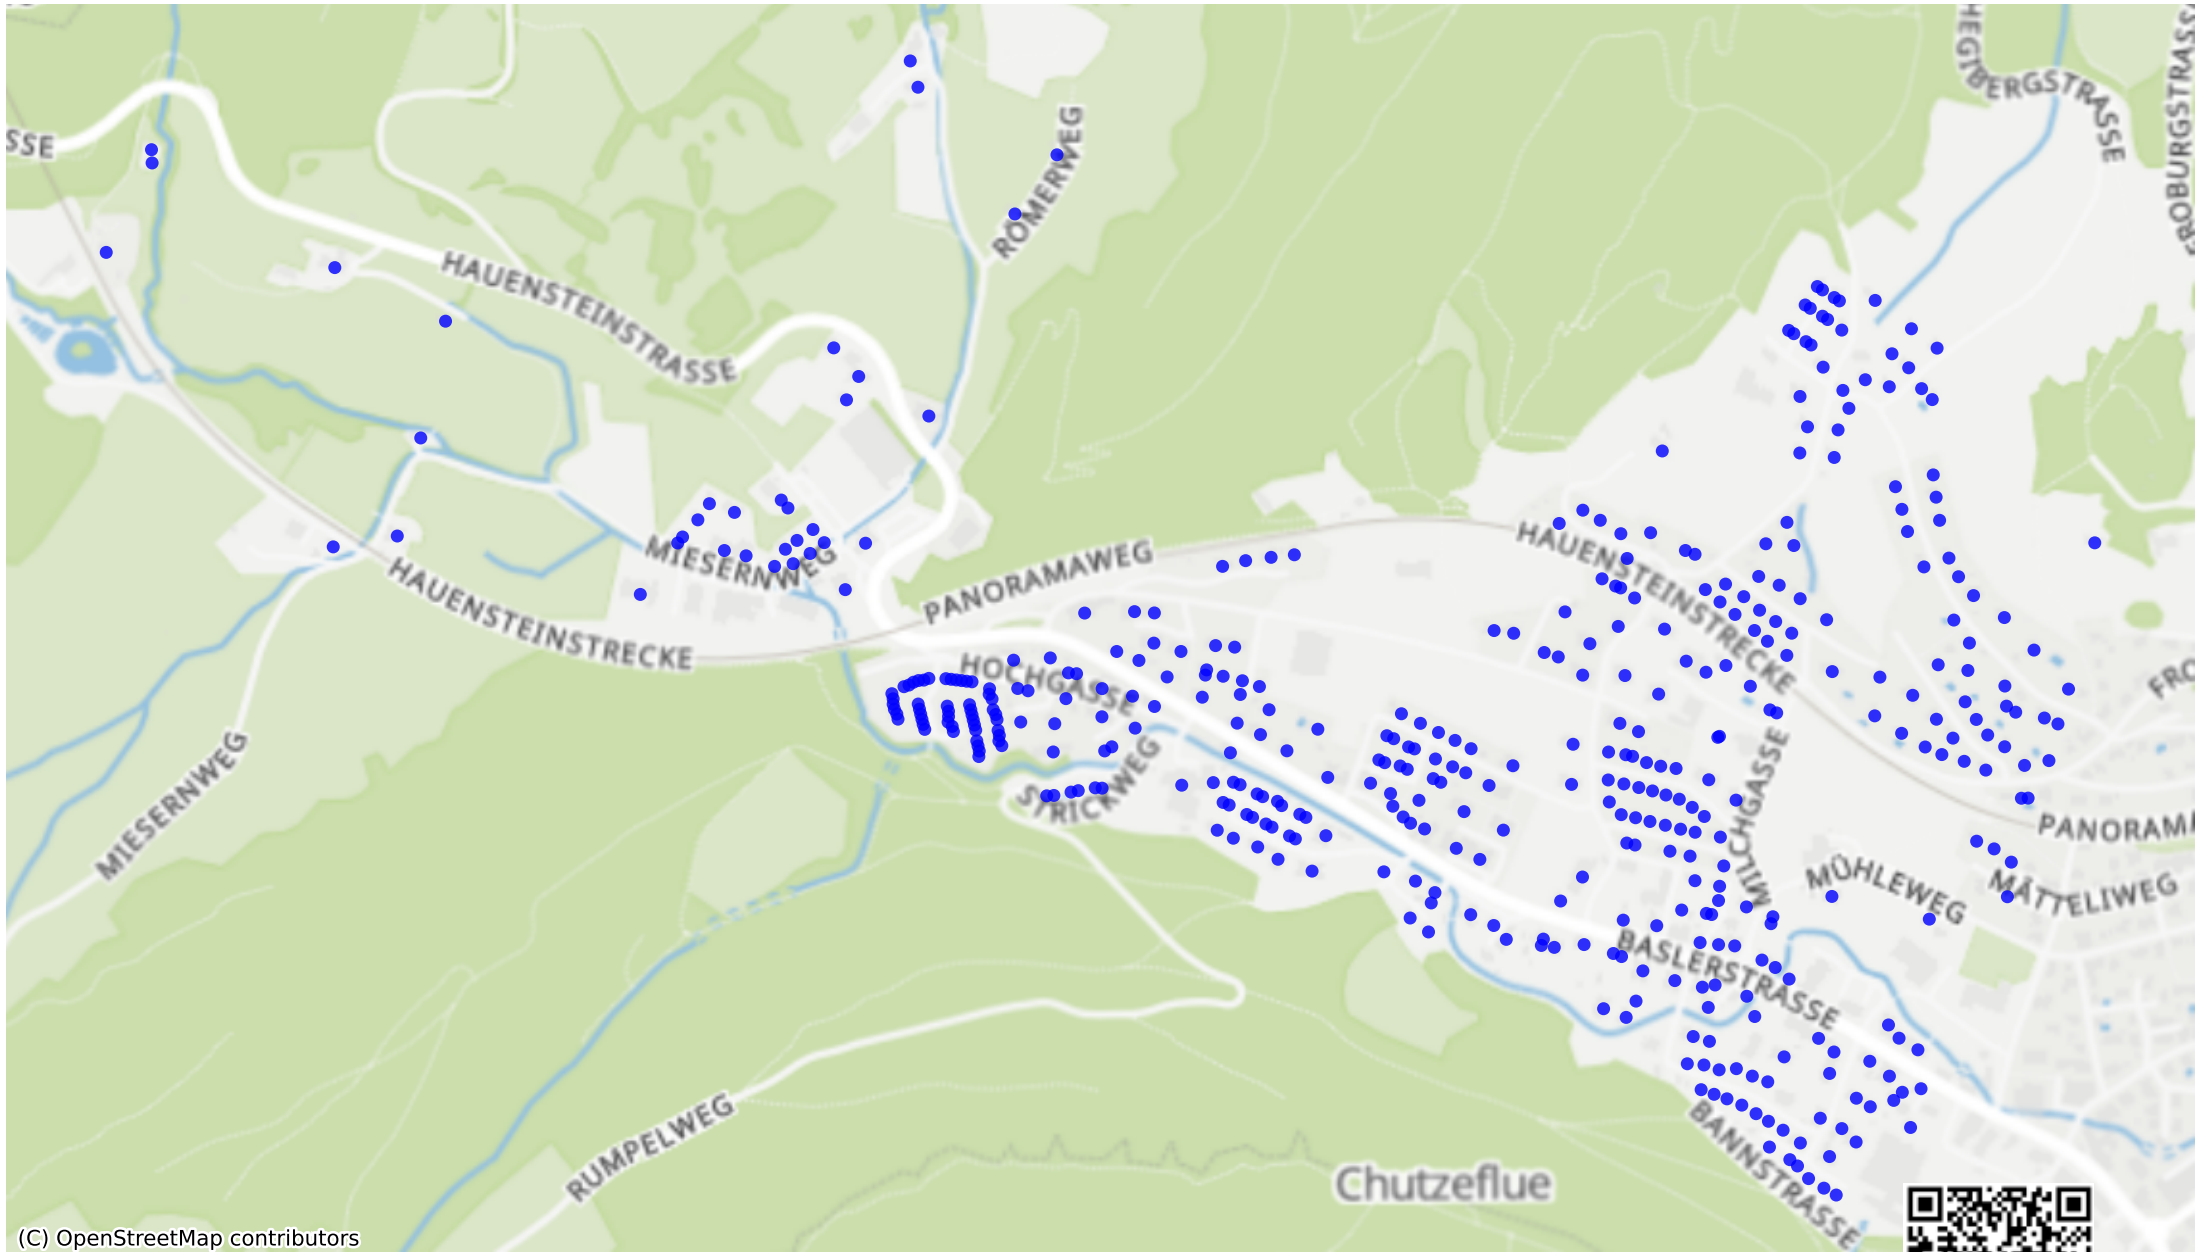 HEGIBERGSTRASSE
FROBURGSTRASSE
SSE
RÖMERWEG
HAUENSTEINSTRASSE
HAUENSTEINSTRECKE
MIESERNWEG
PANORAMAWEG
HAUENSTEINSTRECKE
HOCHGASSE
FRO
MIESERNWEG
STRICKWEG
MILCHGASSE
PANORAMA
MÜHLEWEG
MÄTTELIWEG
BASLERSTRASSE
RUMPELWEG
BANNSTRASSE
Chutzeflue
(C) OpenStreetMap contributors